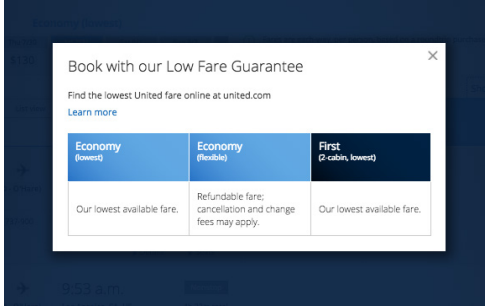 Economy (lowest)
Book with our Low Fare Guarantee
Find the lowest United fare online at united.com
Learn more
Economy
(lowest)
Economy
(flexible)
First
(2-cabin, lowest)
Our lowest available fare.
Refundable fare;
cancellation and change
fees may apply.
Our lowest available fare.
9:53 a.m.